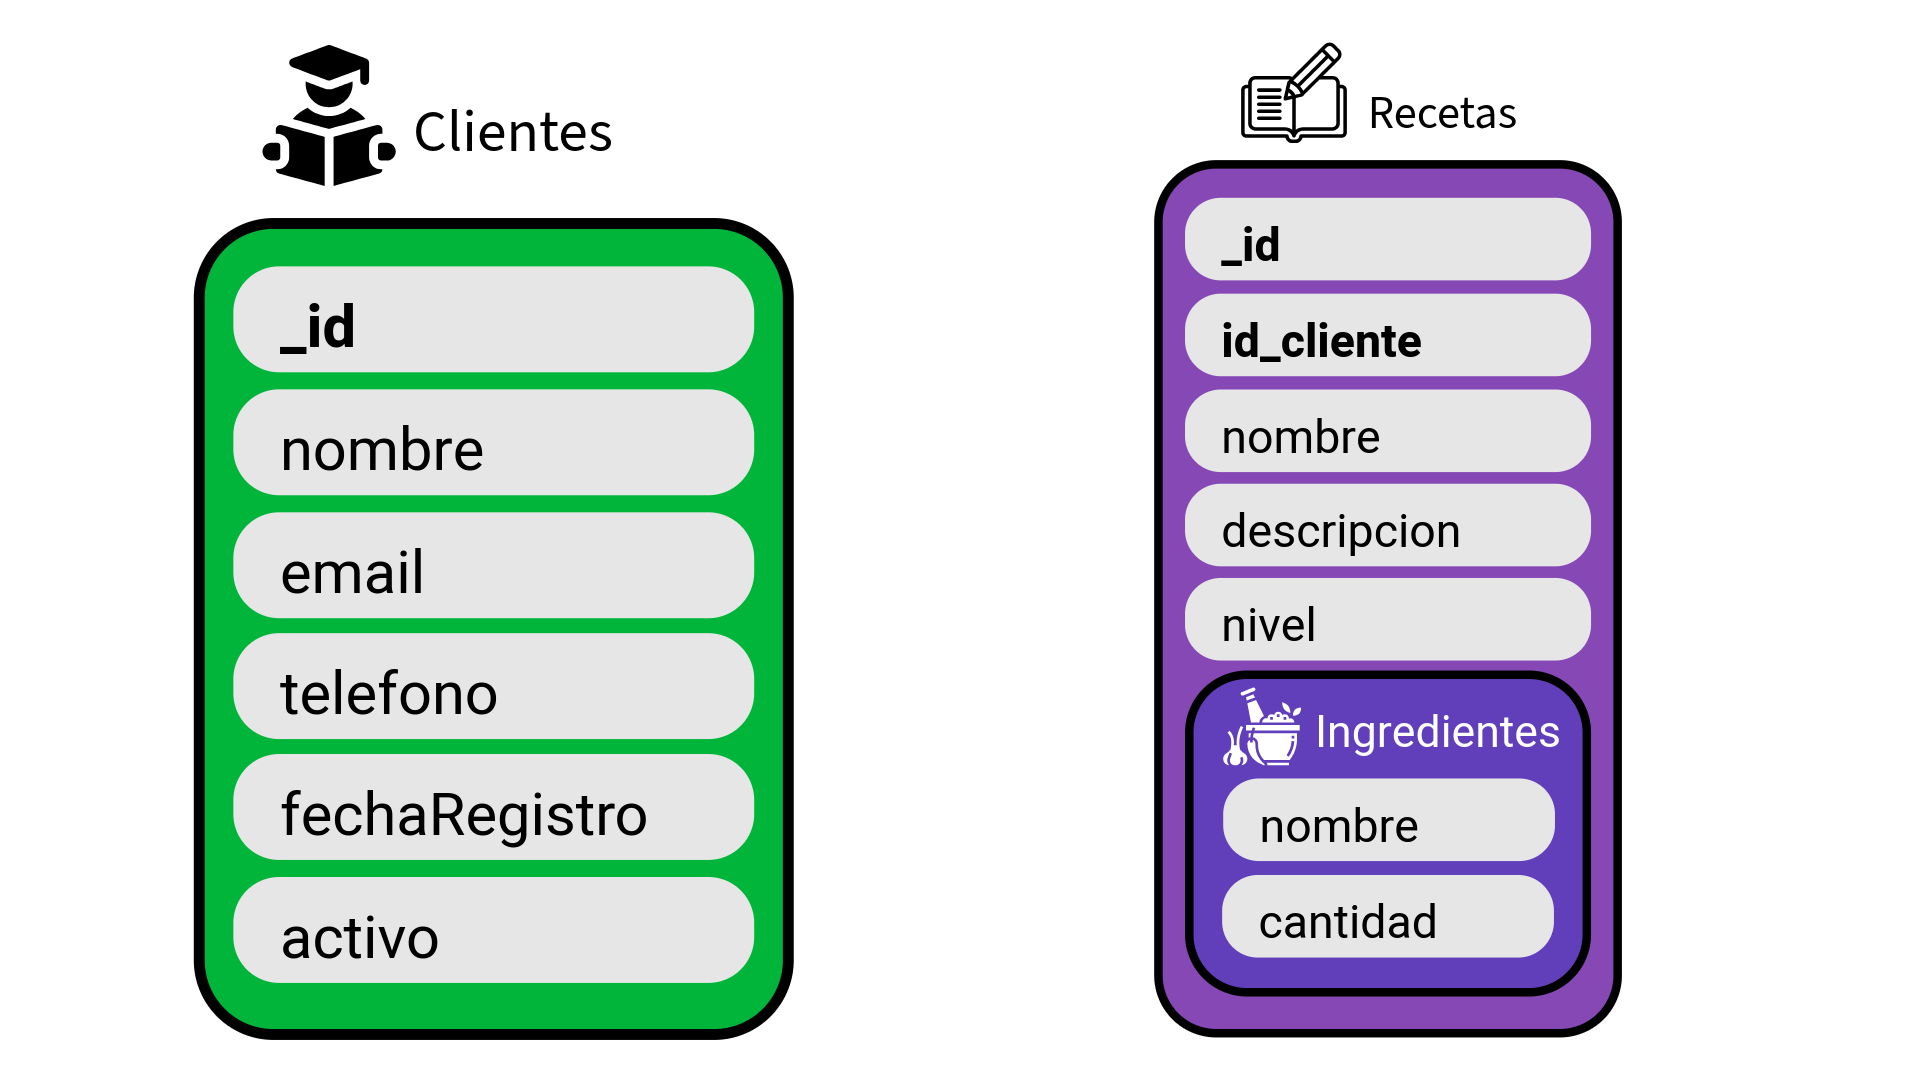 Clientes
_id
nombre
email
telefono
fechaRegistro
activo
Recetas
_id
id_cliente
nombre
descripcion
nivel
Ingredientes
nombre
cantidad